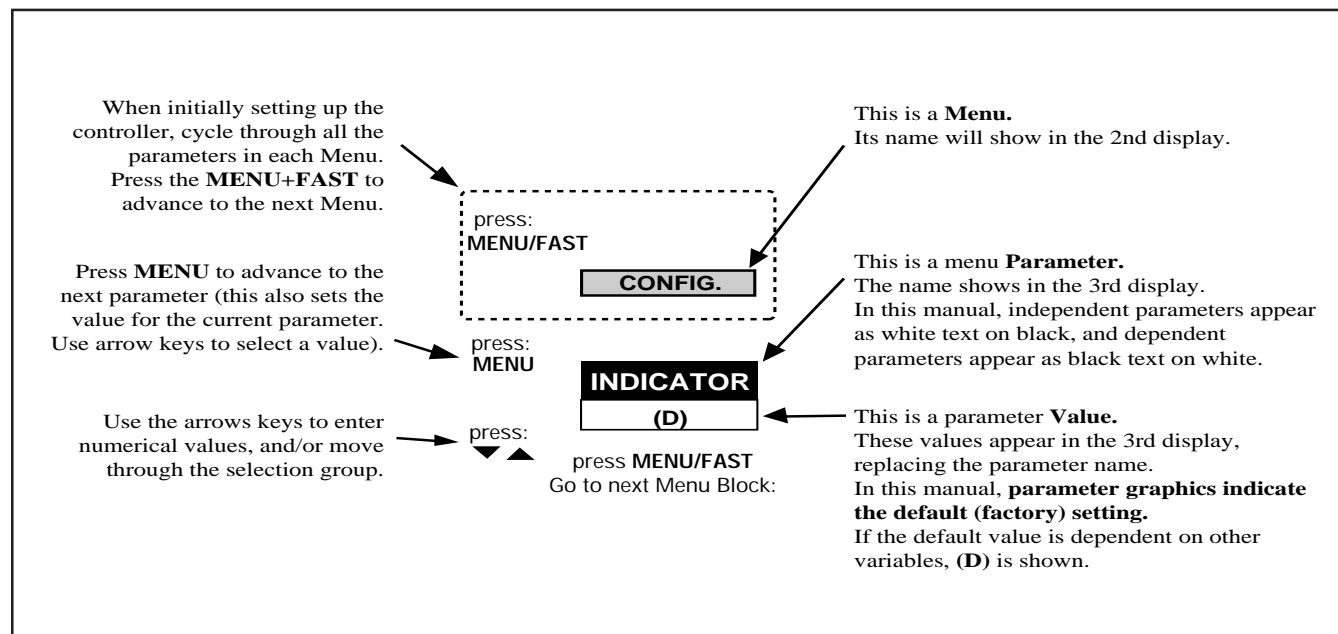 When initially setting up the
controller, cycle through all the
parameters in each Menu.
Press the MENU+FAST to
advance to the next Menu.
Press MENU to advance to the
next parameter (this also sets the
value for the current parameter.
Use arrow keys to select a value).
Use the arrows keys to enter
numerical values, and/or move
through the selection group.
press:
MENU/FAST
CONFIG.
press:
MENU
INDICATOR
(D)
press:
press MENU/FAST
Go to next Menu Block:
This is a Menu.
Its name will show in the 2nd display.
This is a menu Parameter.
The name shows in the 3rd display.
In this manual, independent parameters appear
as white text on black, and dependent
parameters appear as black text on white.
This is a parameter Value.
These values appear in the 3rd display,
replacing the parameter name.
In this manual, parameter graphics indicate
the default (factory) setting.
If the default value is dependent on other
variables, (D) is shown.